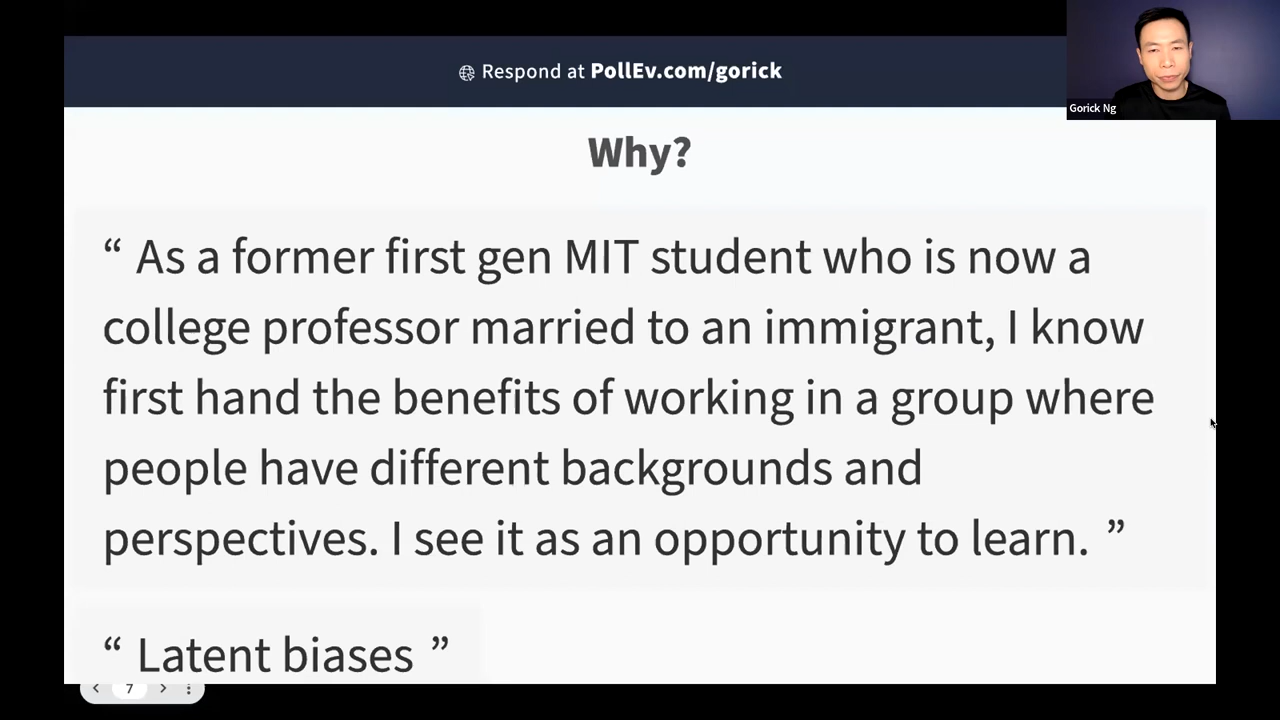 Respond at PollEv.com/gorick
Gorick Ng
Why?
“ As a former first gen MIT student who is now a
college professor married to an immigrant, I know
first hand the benefits of working in a group where
people have different backgrounds and
perspectives. I see it as an opportunity to learn. ”
“ Latent biases ”
7